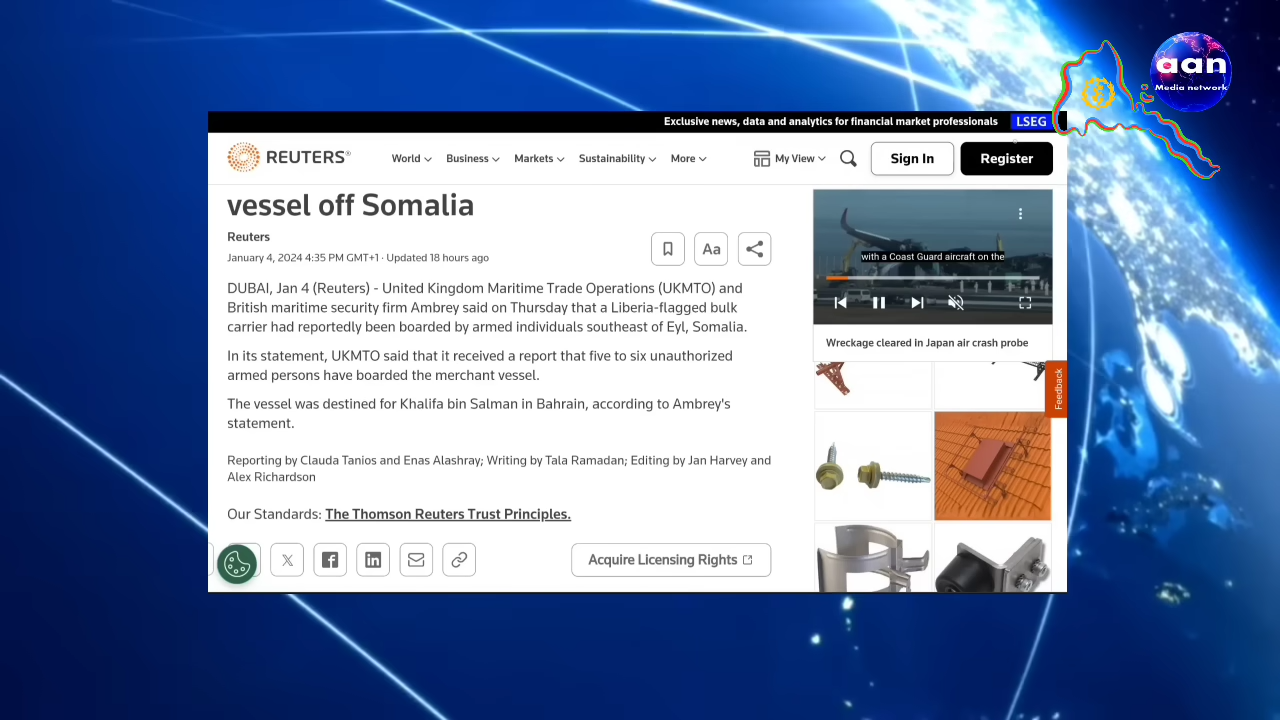 aan
Media network
Exclusive news, data and analytics for financial market professionals
LSEG
REUTERS®
World
Business
Markets
Sustainability
More
My View
Sign In
Register
vessel off Somalia
Reuters
January 4, 2024 4:35 PM GMT+1 · Updated 18 hours ago
Aa
DUBAI, Jan 4 (Reuters) - United Kingdom Maritime Trade Operations (UKMTO) and
British maritime security firm Ambrey said on Thursday that a Liberia-flagged bulk
carrier had reportedly been boarded by armed individuals southeast of Eyl, Somalia.
In its statement, UKMTO said that it received a report that five to six unauthorized
armed persons have boarded the merchant vessel.
The vessel was destined for Khalifa bin Salman in Bahrain, according to Ambrey's
statement.
Reporting by Clauda Tanios and Enas Alashray; Writing by Tala Ramadan; Editing by Jan Harvey and
Alex Richardson
Our Standards: The Thomson Reuters Trust Principles.
Acquire Licensing Rights
with a Coast Guard aircraft on the
Wreckage cleared in Japan air crash probe
Feedback